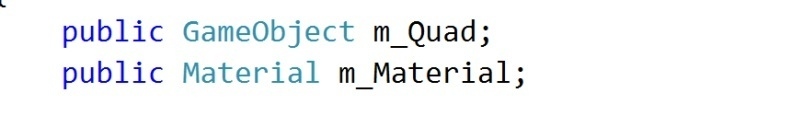 public GameObject m_Quad;
public Material m_Material;